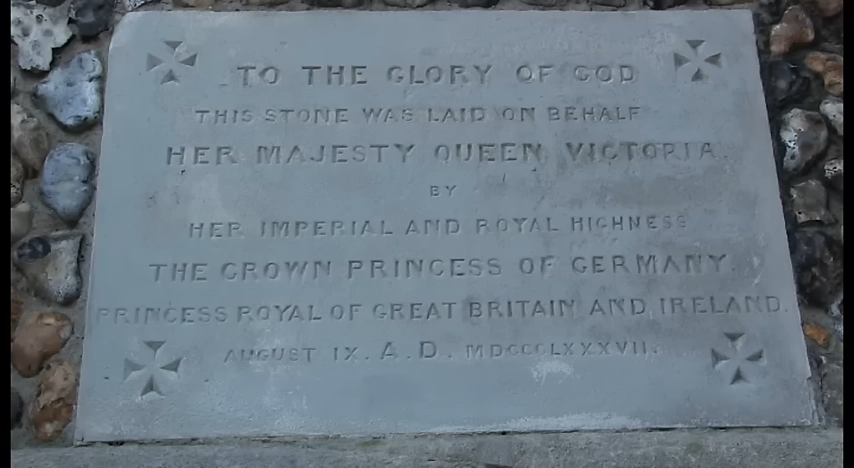 TO THE GLORY OF GOD
THIS STONE WAS LAID ON BEHALF
HER MAJESTY QUEEN VICTORIA.
BY
HER IMPERIAL AND ROYAL HIGHNESS
THE CROWN PRINCESS OF GERMANY.
PRINCESS ROYAL OF GREAT BRITAIN AND IRELAND.
AUGUST IX. A.D. MDCCCLXXXVII.